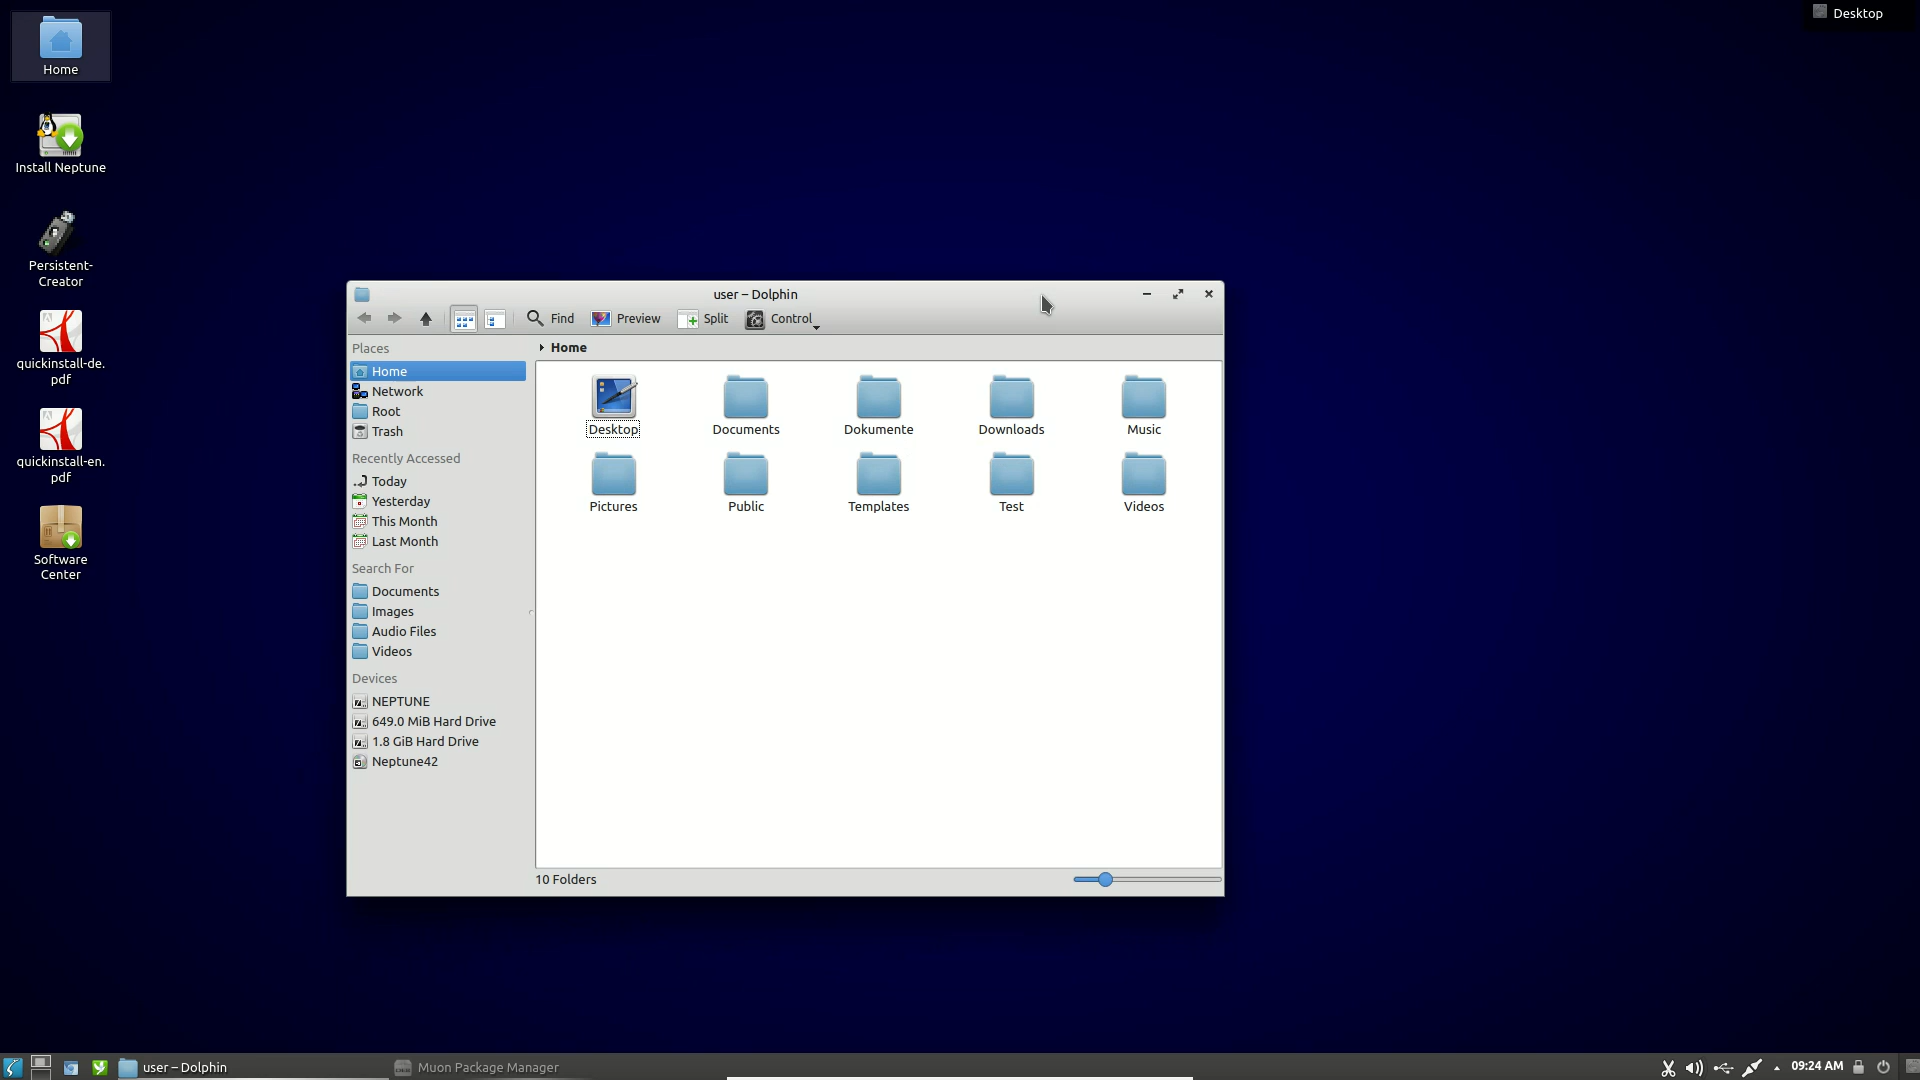 Desktop
Home
Install Neptune
Persistent-
Creator
quickinstall-de.
pdf
quickinstall-en.
pdf
Software
Center
user – Dolphin
Find
Preview
Split
Control
Places
Home
Network
Root
Trash
Recently Accessed
Today
Yesterday
This Month
Last Month
Search For
Documents
Images
Audio Files
Videos
Devices
NEPTUNE
649.0 MiB Hard Drive
1.8 GiB Hard Drive
Neptune42
Home
Desktop Documents Dokumente Downloads Music
Pictures Public Templates Test Videos
10 Folders
user – Dolphin
Muon Package Manager
09:24 AM